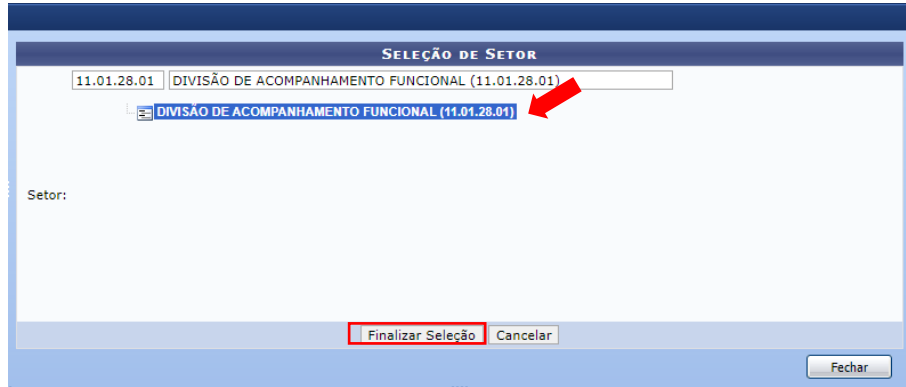 SELEÇÃO DE SETOR
11.01.28.01 DIVISÃO DE ACOMPANHAMENTO FUNCIONAL (11.01.28.01)
DIVISÃO DE ACOMPANHAMENTO FUNCIONAL (11.01.28.01)
Setor:
Finalizar Seleção Cancelar
Fechar